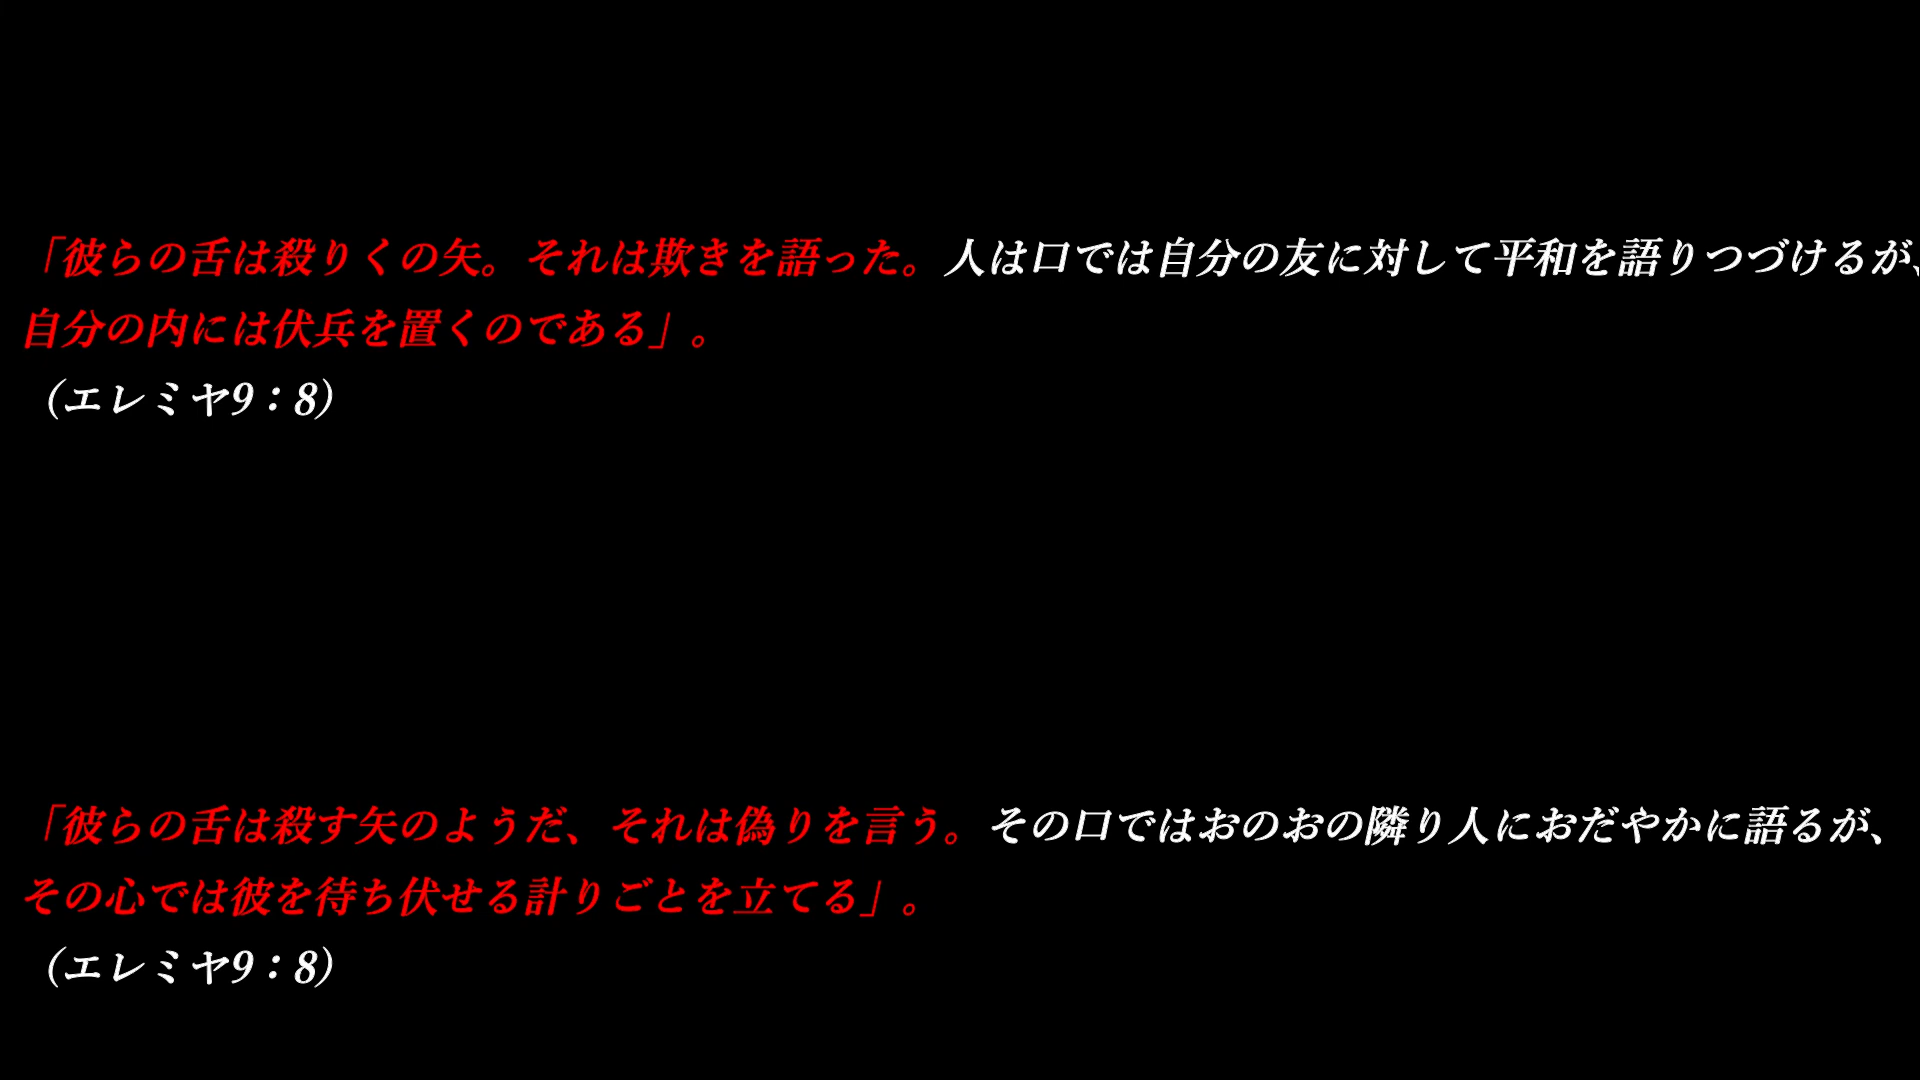 「彼らの舌は殺りくの矢。それは欺きを語った。人は口では自分の友に対して平和を語りつづけるが、
自分の内には伏兵を置くのである」。
（エレミヤ9：8）
「彼らの舌は殺す矢のようだ、それは偽りを言う。その口ではおのおの隣り人におだやかに語るが、
その心では彼を待ち伏せる計りごとを立てる」。
（エレミヤ9：8）